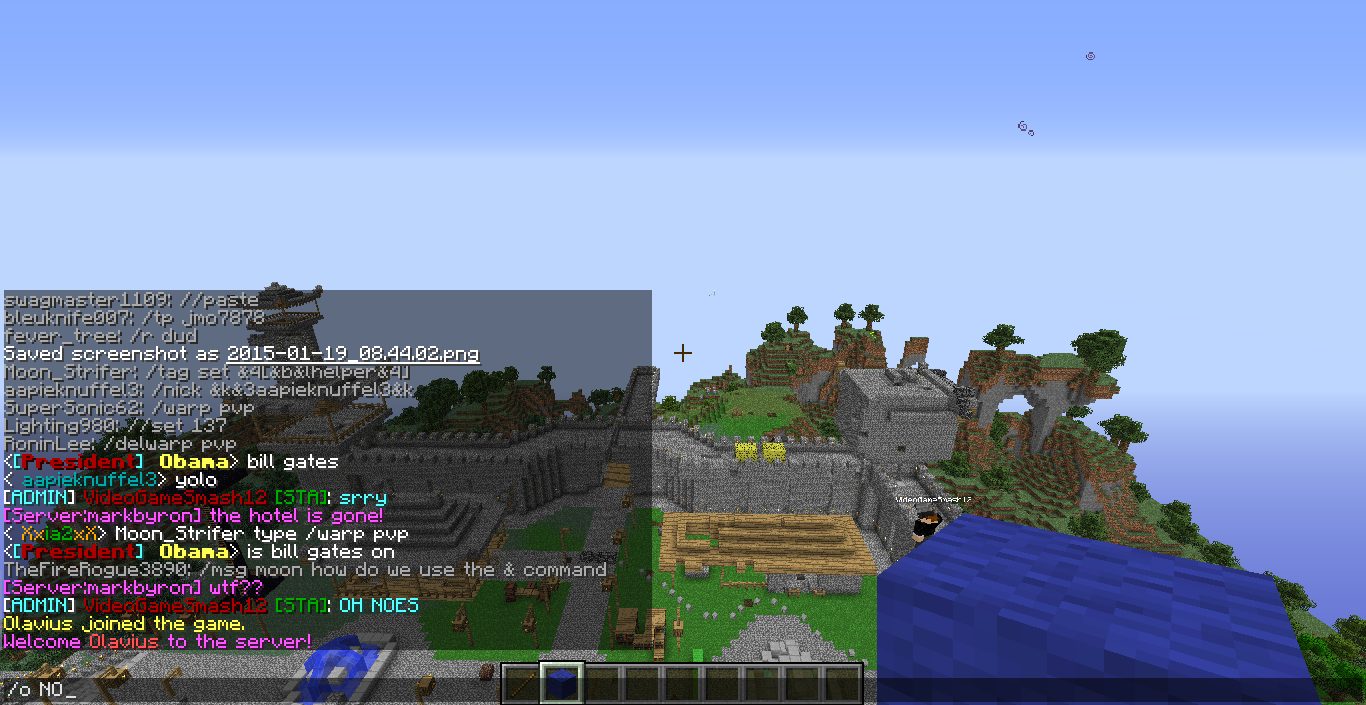 swagmaster1109: //paste
bleuknife007: /tp jmo7878
fever_tree: /r dud
Saved screenshot as 2015-01-19_08.44.02.png
Moon_Strifer: /tag set &4[&b&lhelper&4]
aapieknuffel3: /nick &k&3aapieknuffel3&k
SuperSonic62: /warp pvp
Lighting980: //set 137
RoninLee: /delwarp pvp
<[President] Obama> bill gates
< aapieknuffel3> yolo
[ADMIN] VideoGameSmash12 [STA]: srry
[Server:markbyron] the hotel is gone!
< Xxia2xX> Moon_Strifer type /warp pvp
<[President] Obama> is bill gates on
TheFireRogue3890: /msg moon how do we use the & command
[Server:markbyron] wtf??
[ADMIN] VideoGameSmash12 [STA]: OH NOES
Olavius joined the game.
Welcome Olavius to the server!
/o NO_
VideoGameSmash12